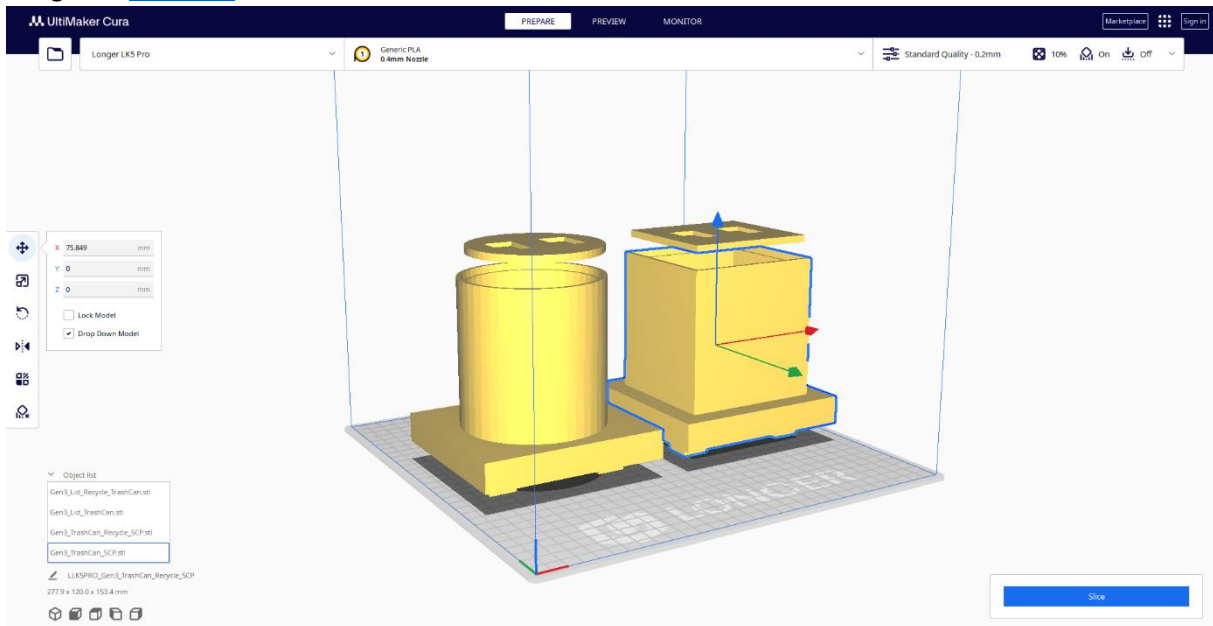 UltiMaker Cura
PREPARE PREVIEW MONITOR
Marketplace Sign in
Longer LK5 Pro
1 Generic PLA
0.4mm Nozzle
Standard Quality - 0.2mm 10% On Off
X 75.849 mm
Y 0 mm
Z 0 mm
Lock Model
Drop Down Model
LONGER
Object list
Gen3_Lid_Recycle_TrashCan.stl
Gen3_Lid_TrashCan.stl
Gen3_TrashCan_Recycle_SCP.stl
Gen3_TrashCan_SCP.stl
LLK5PRO_Gen3_TrashCan_Recycle_SCP
277.9 x 120.0 x 153.4 mm
Slice